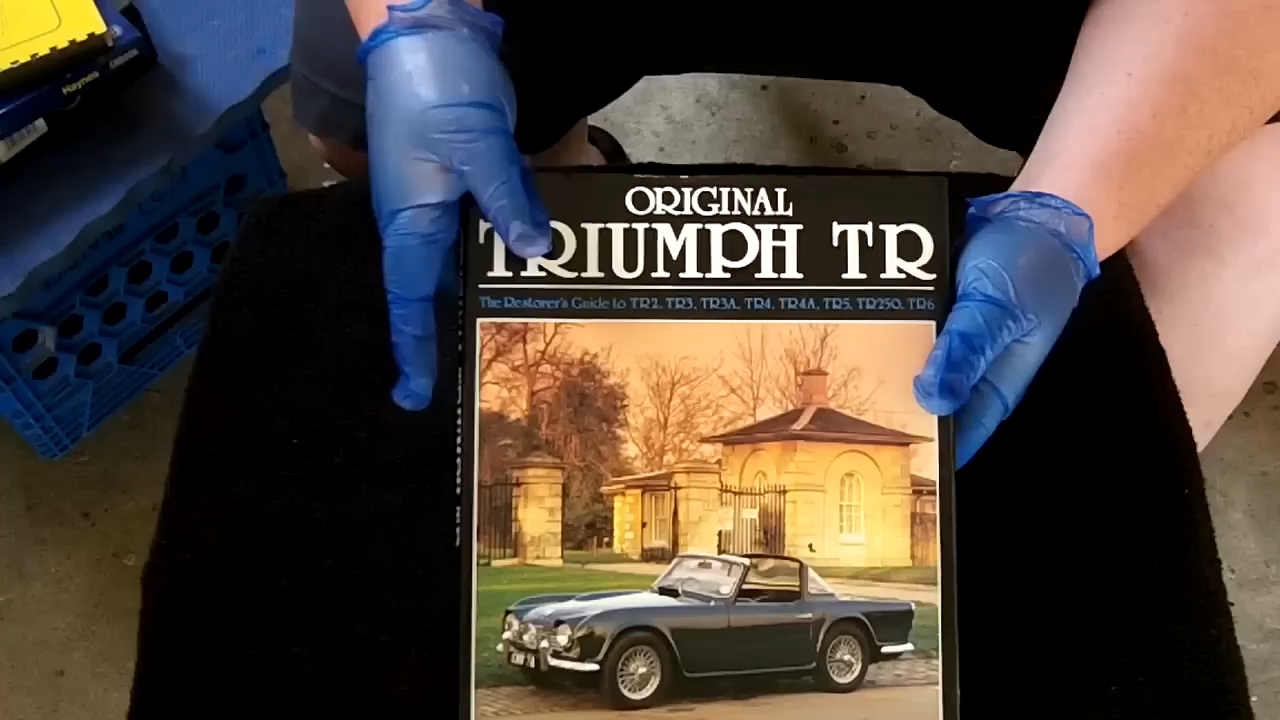 Haynes
ORIGINAL
TRIUMPH TR
The Restorer's Guide to TR2, TR3, TR3A, TR4, TR4A, TR5, TR250, TR6